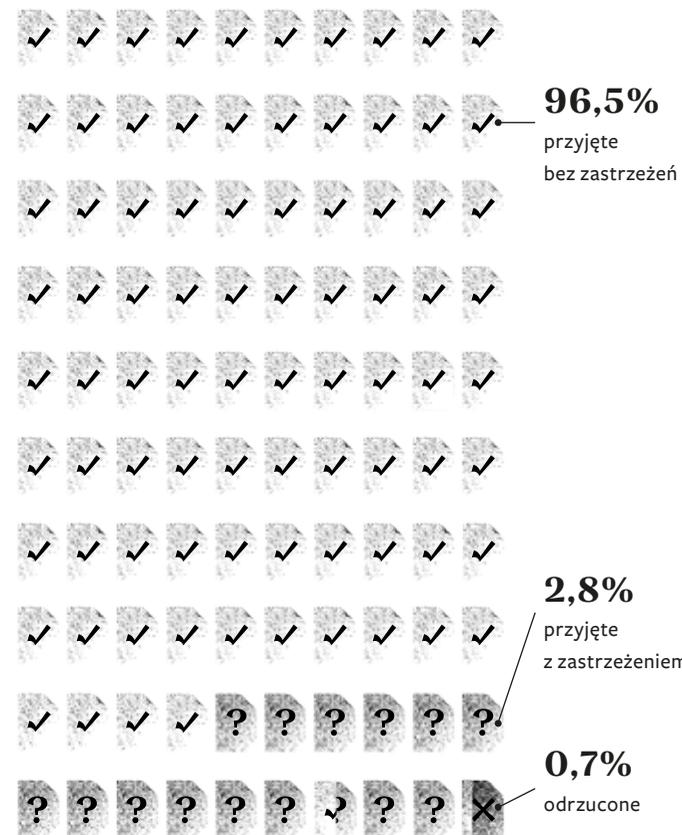 96,5%
przyjęte
bez zastrzeżeń
2,8%
przyjęte
z zastrzeżeniem
? ? ? ? ? ?
0,7%
? ? ? ? ? ? ? ? ?
odrzucone